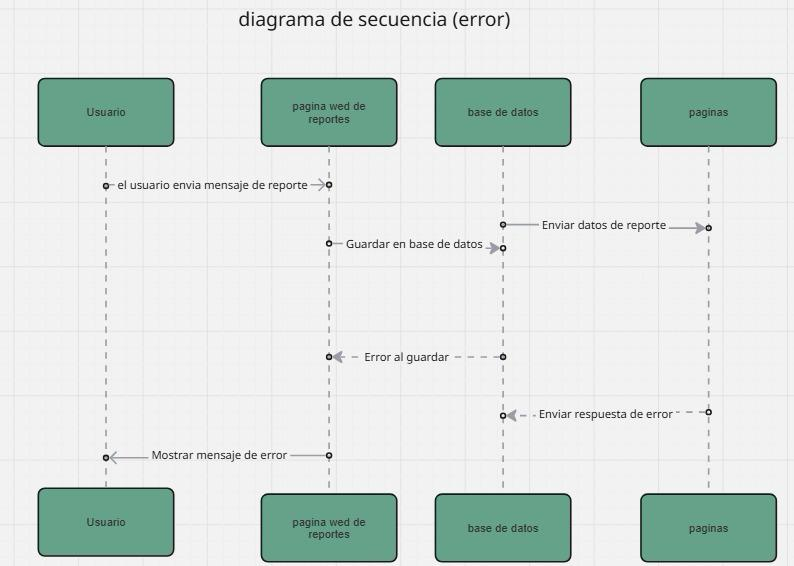 diagrama de secuencia (error)
Usuario
pagina wed de
reportes
base de datos
paginas
el usuario envia mensaje de reporte
Enviar datos de reporte
Guardar en base de datos
Error al guardar
Enviar respuesta de error
Mostrar mensaje de error
Usuario
pagina wed de
reportes
base de datos
paginas